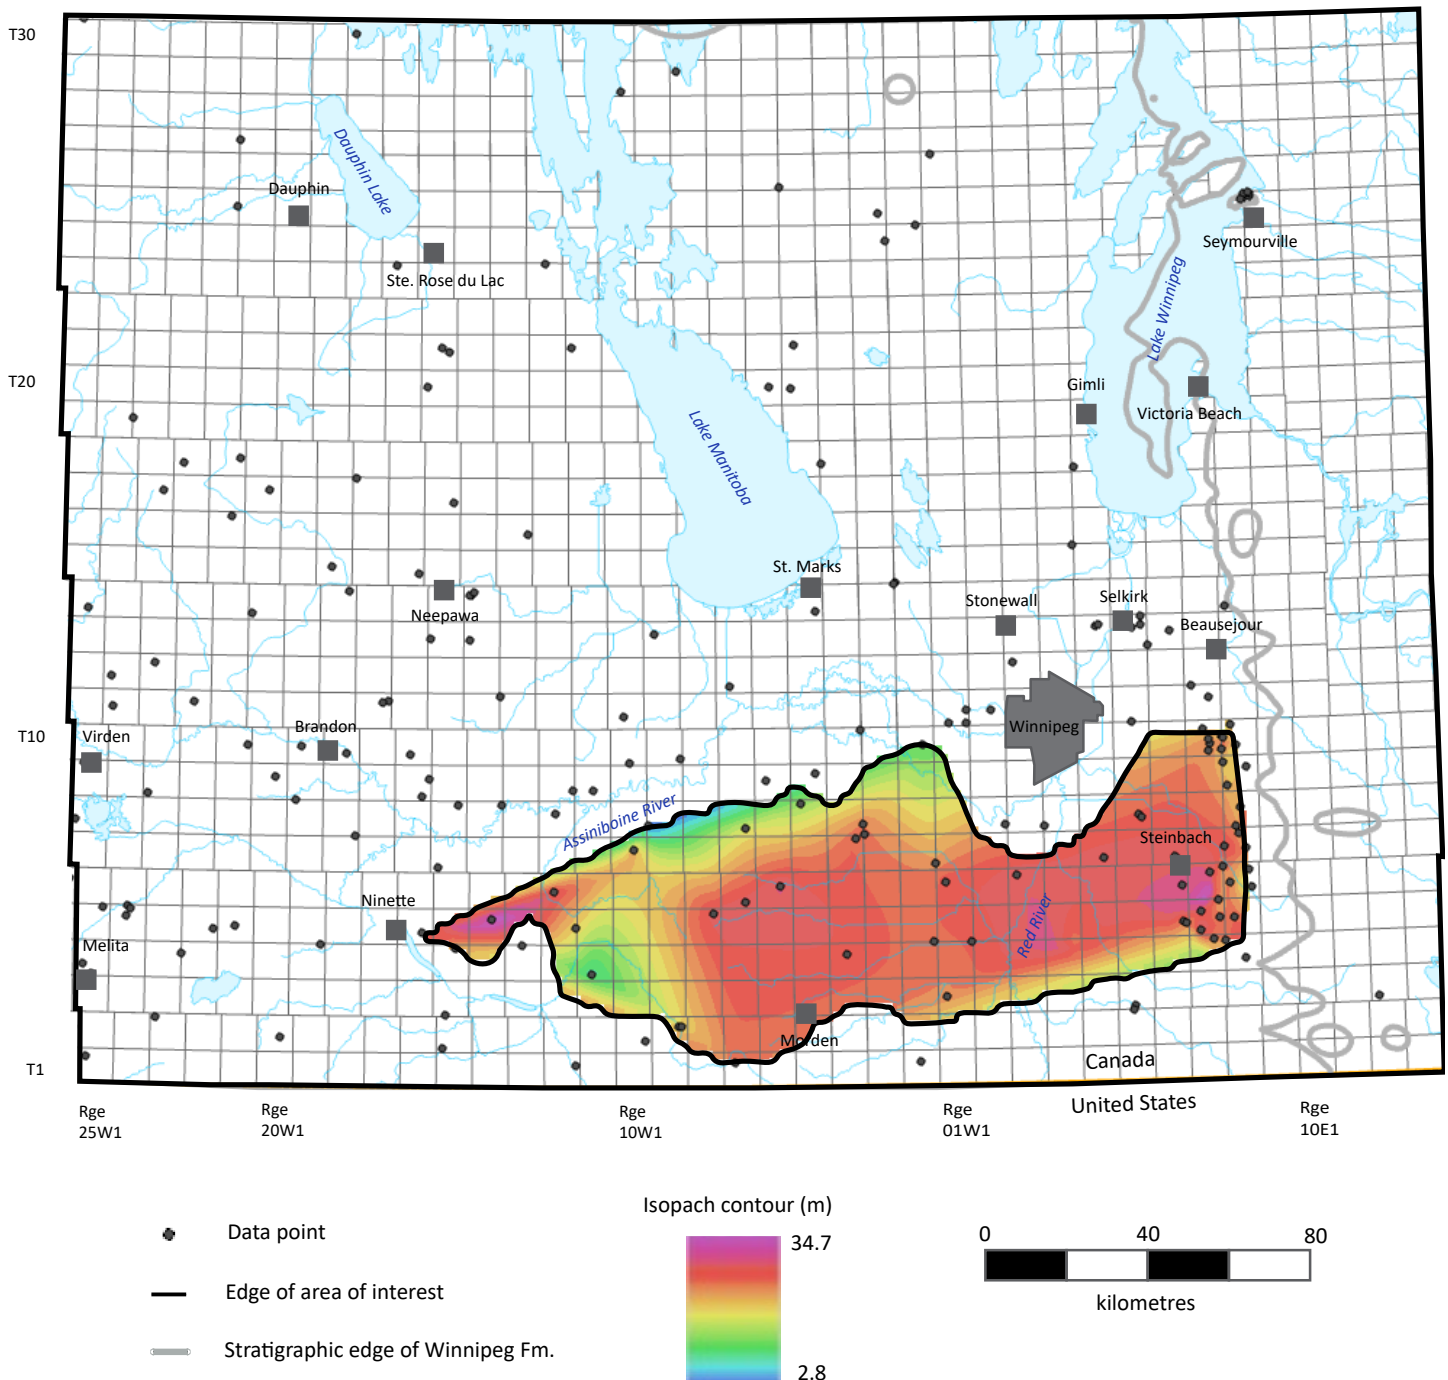 T30
Dauphin Lake
Dauphin
Ste. Rose du Lac
Seymourville
Lake Winnipeg
T20
Gimli
Victoria Beach
Lake Manitoba
St. Marks
Neepawa
Stonewall
Selkirk
Beausejour
T10
Virden
Brandon
Winnipeg
Assiniboine River
Steinbach
Ninette
Red River
Melita
Morden
Canada
T1
United States
Rge
25W1
Rge
20W1
Rge
10W1
Rge
01W1
Rge
10E1
Isopach contour (m)
34.7
2.8
Data point
Edge of area of interest
Stratigraphic edge of Winnipeg Fm.
0 40 80
kilometres